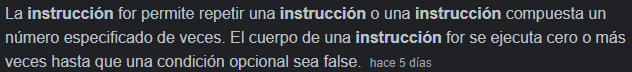 La instrucción for permite repetir una instrucción o una instrucción compuesta un
número especificado de veces. El cuerpo de una instrucción for se ejecuta cero o más
veces hasta que una condición opcional sea false. hace 5 días